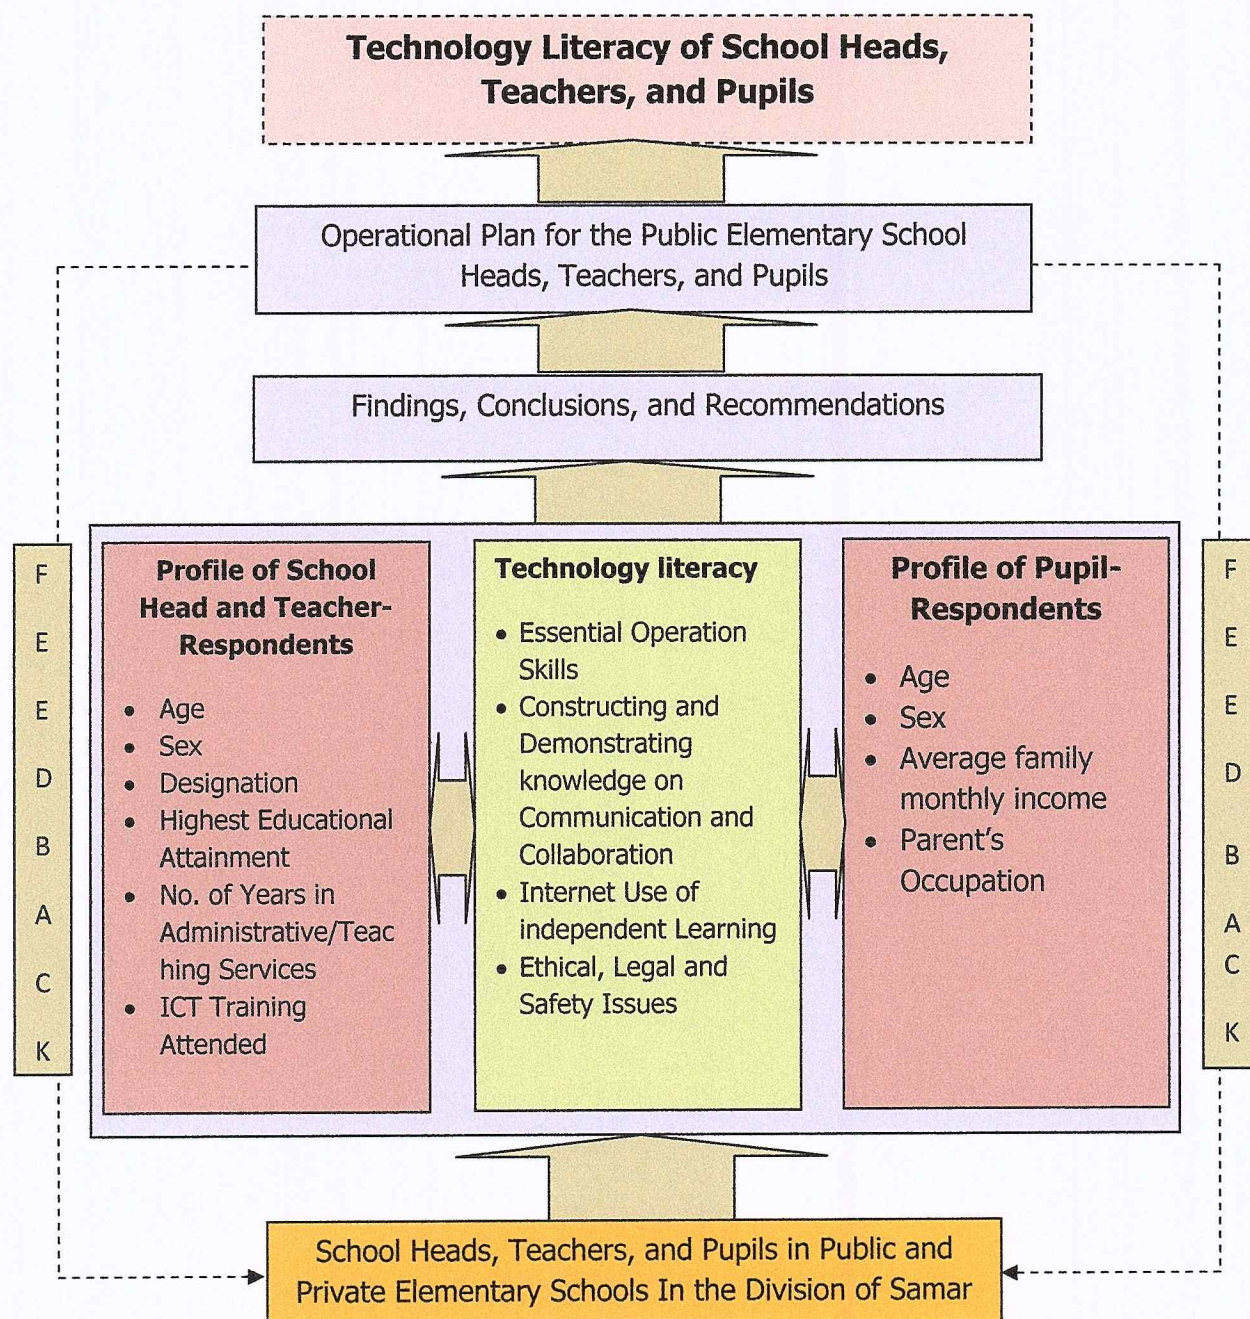 Technology Literacy of School Heads,
Teachers, and Pupils
Operational Plan for the Public Elementary School
Heads, Teachers, and Pupils
Findings, Conclusions, and Recommendations
F
E
E
D
B
A
C
K
Profile of School
Head and Teacher-
Respondents
• Age
• Sex
• Designation
• Highest Educational
Attainment
• No. of Years in
Administrative/Teac
hing Services
• ICT Training
Attended
Technology literacy
• Essential Operation
Skills
• Constructing and
Demonstrating
knowledge on
Communication and
Collaboration
• Internet Use of
independent Learning
• Ethical, Legal and
Safety Issues
Profile of Pupil-
Respondents
• Age
• Sex
• Average family
monthly income
• Parent's
Occupation
F
E
E
D
B
A
C
K
School Heads, Teachers, and Pupils in Public and
Private Elementary Schools In the Division of Samar